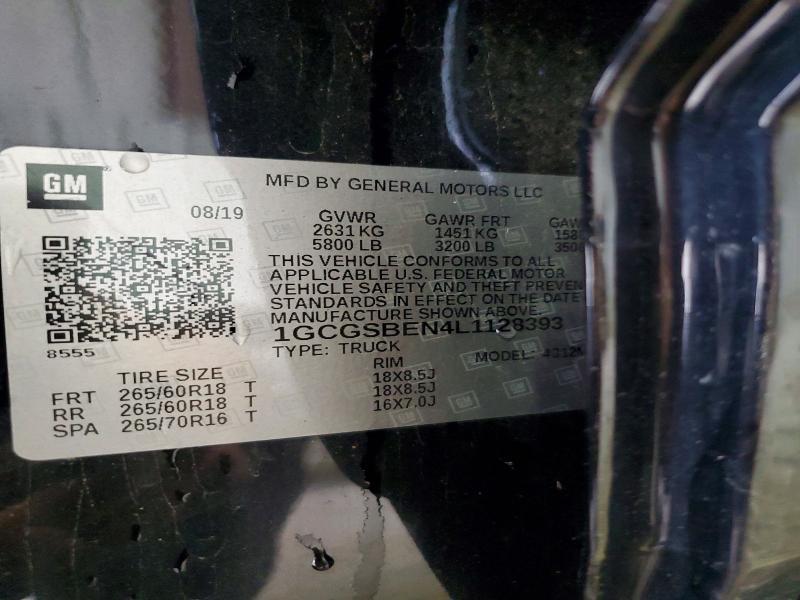 GM
MFD BY GENERAL MOTORS LLC
08/19
GVWR GAWR FRT GAW
2631 KG 1451 KG 158
5800 LB 3200 LB 350
THIS VEHICLE CONFORMS TO ALL
APPLICABLE U.S. FEDERAL MOTOR
VEHICLE SAFETY AND THEFT PREVEN
STANDARDS IN EFFECT ON THE DATE
MANUFACTURE SHOWN ABOVE.
1GCGSBEN4L1128393
8555
TYPE: TRUCK MODEL:
TIRE SIZE RIM
FRT 265/60R18 T 18X8.5J
RR 265/60R18 T 18X8.5J
SPA 265/70R16 T 16X7.0J